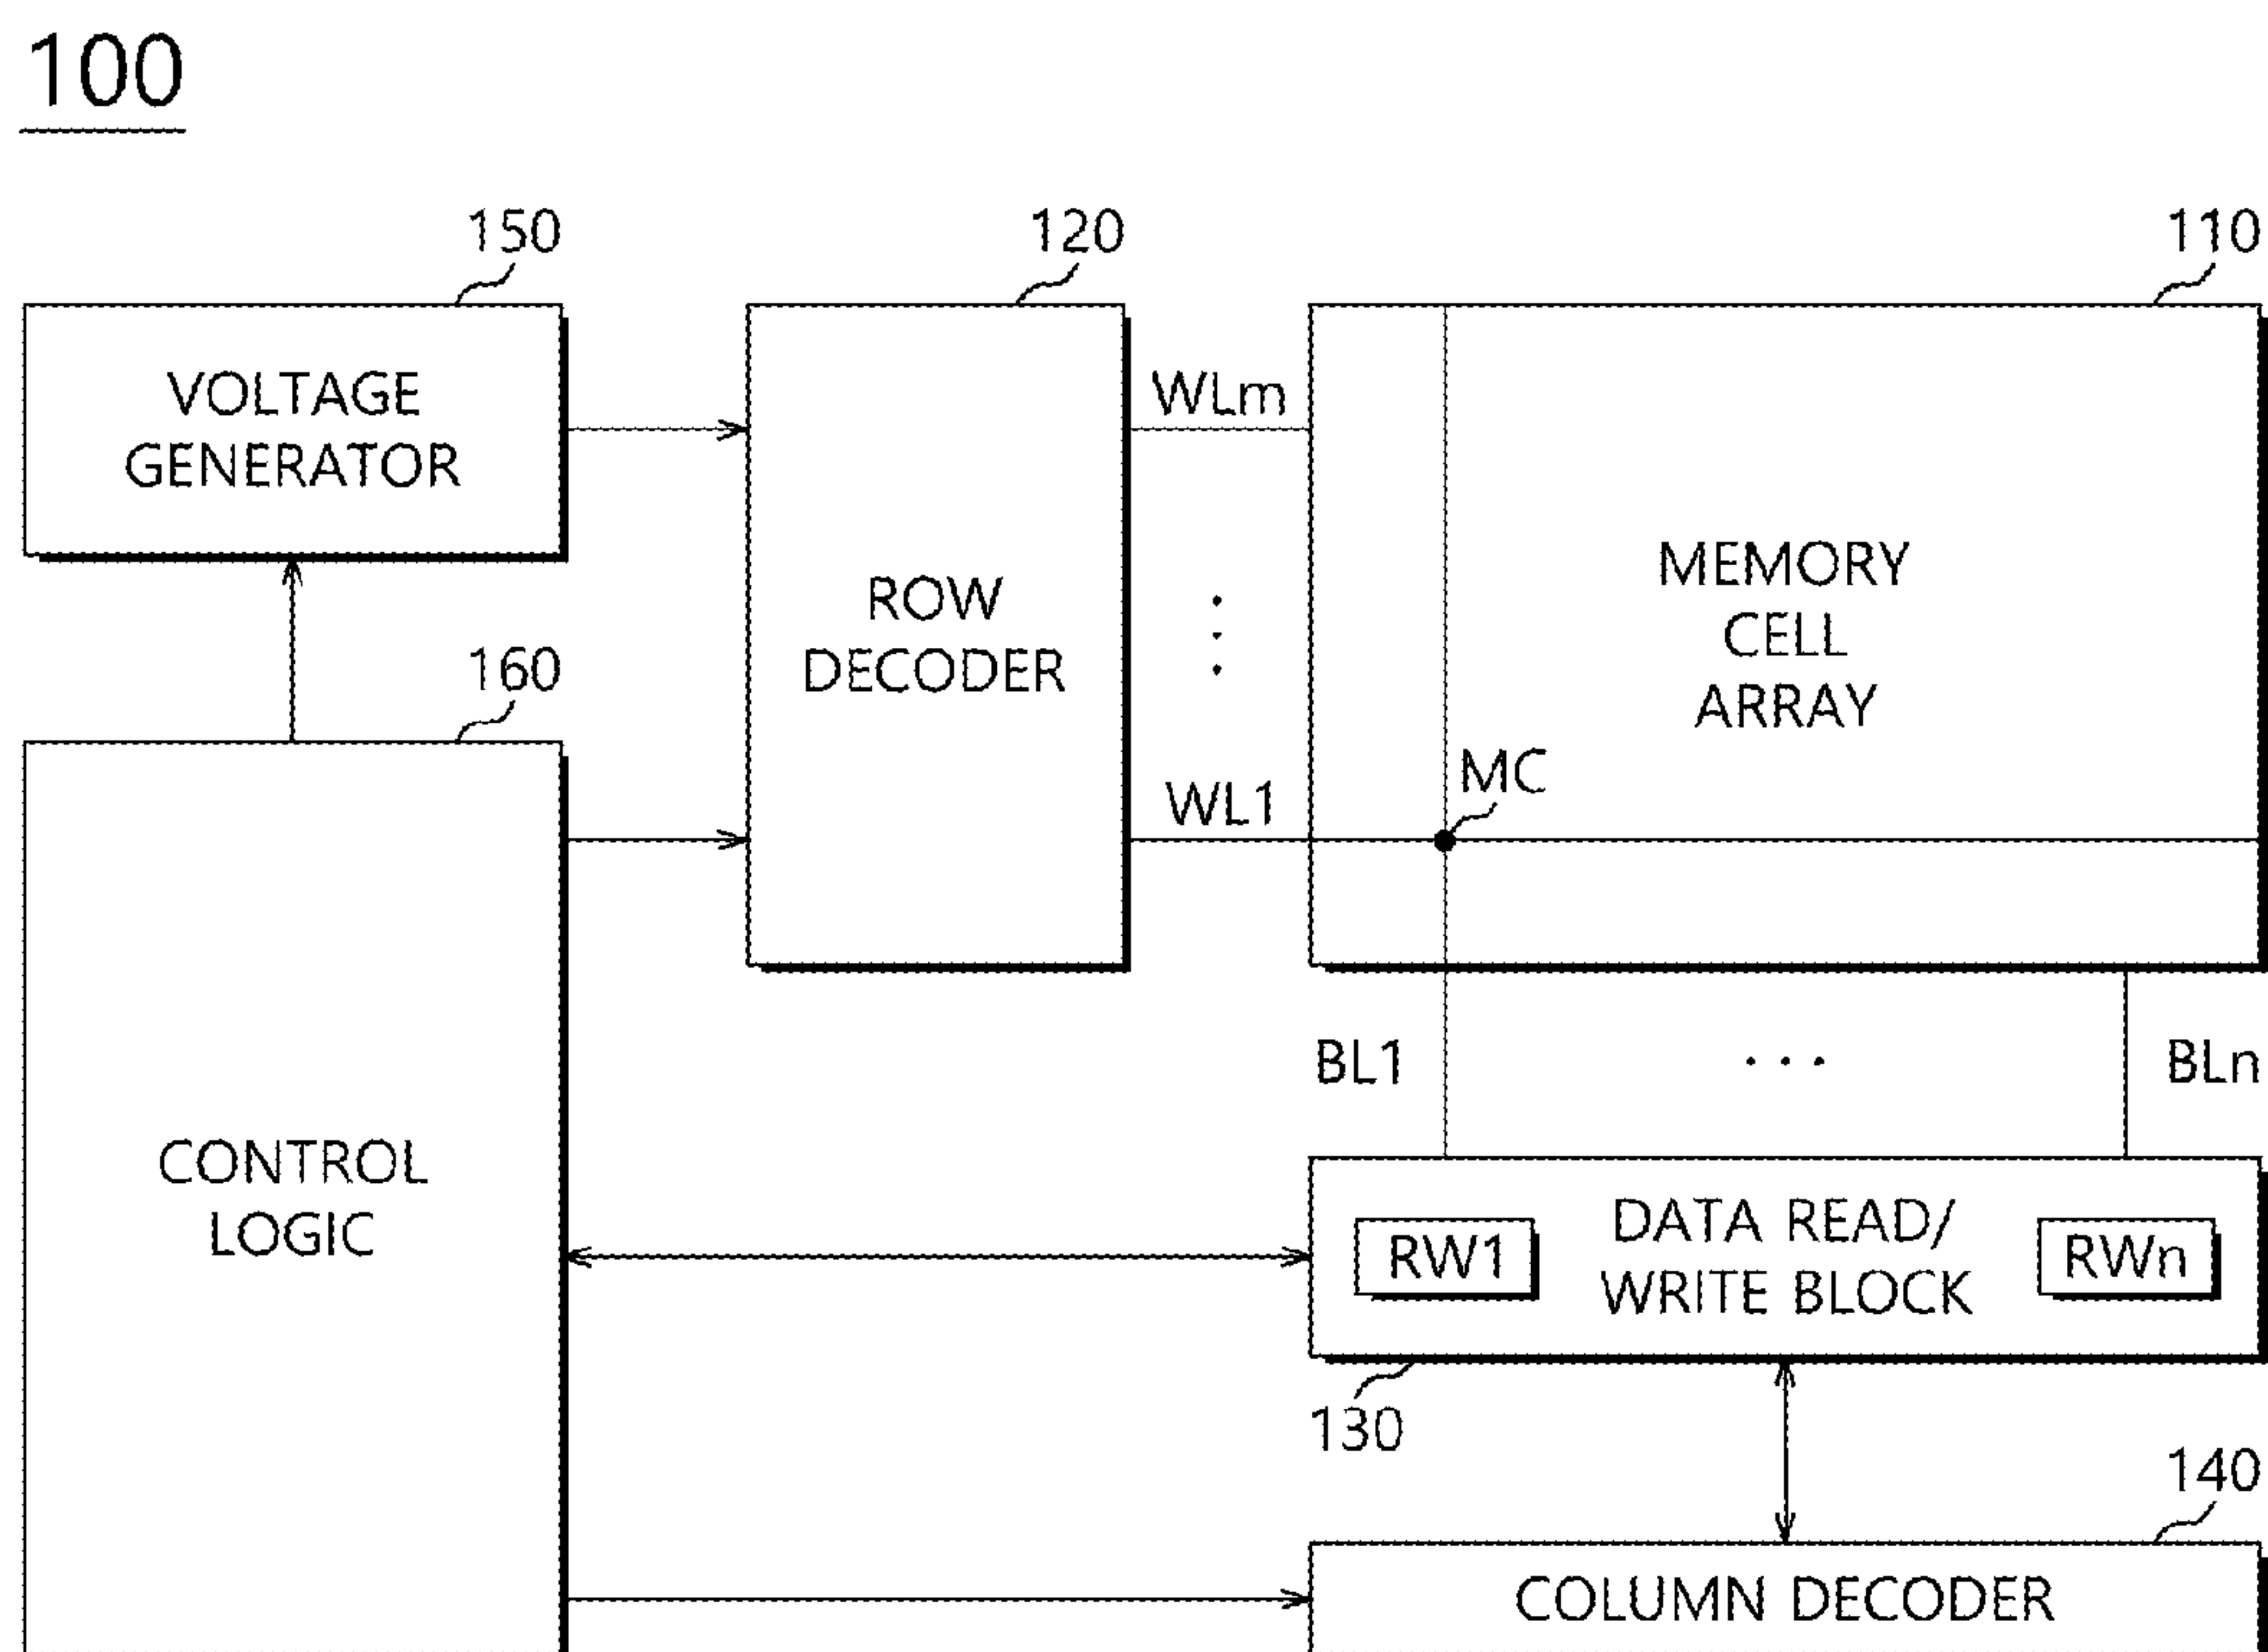 100
150
120
110
VOLTAGE
GENERATOR
WLm
ROW
DECODER
MEMORY
CELL
ARRAY
160
MC
WL1
BL1
...
BLn
CONTROL
LOGIC
RW1
DATA READ/
WRITE BLOCK
RWn
130
140
COLUMN DECODER